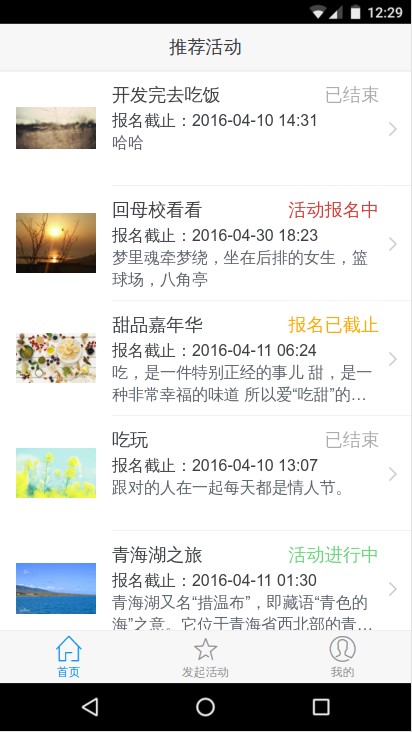 12:29
推荐活动
开发完去吃饭 已结束
报名截止：2016-04-10 14:31
哈哈
回母校看看 活动报名中
报名截止：2016-04-30 18:23
梦里魂牵梦绕，坐在后排的女生，篮
球场，八角亭
甜品嘉年华 报名已截止
报名截止：2016-04-11 06:24
吃，是一件特别正经的事儿 甜，是一
种非常幸福的味道 所以爱“吃甜”的…
吃玩 已结束
报名截止：2016-04-10 13:07
跟对的人在一起每天都是情人节。
青海湖之旅 活动进行中
报名截止：2016-04-11 01:30
青海湖又名“措温布”，即藏语“青色的
海”之意。它位于青海省西北部的青…
首页 发起活动 我的